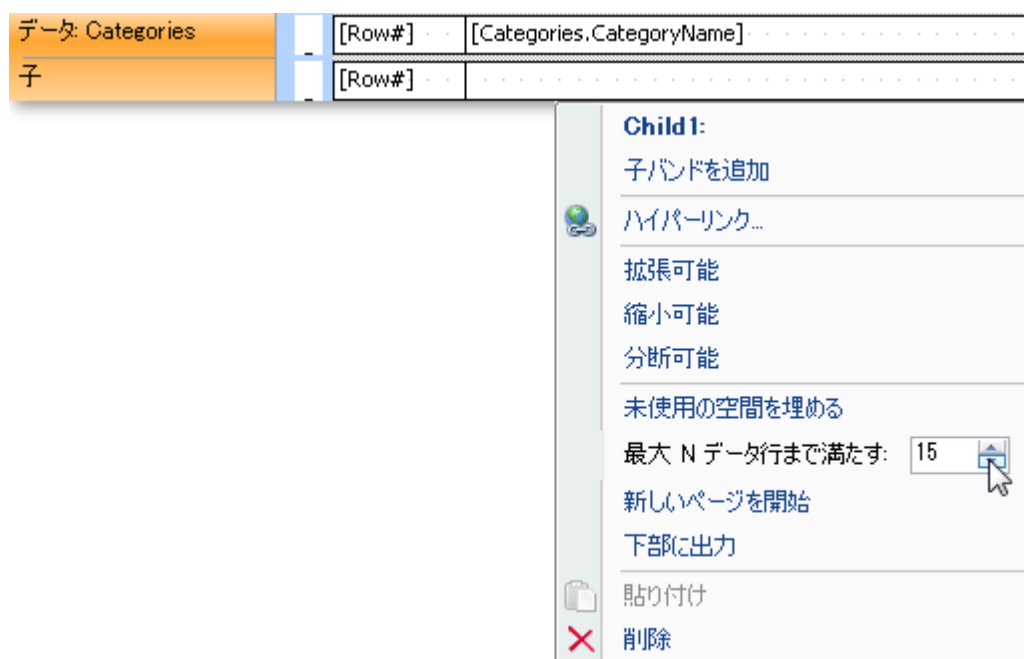 データ: Categories [Row#] [Categories.CategoryName]
子 [Row#]
Child1:
子バンドを追加
ハイパーリンク...
拡張可能
縮小可能
分断可能
未使用の空間を埋める
最大 N データ行まで満たす: 15
新しいページを開始
下部に出力
貼り付け
削除